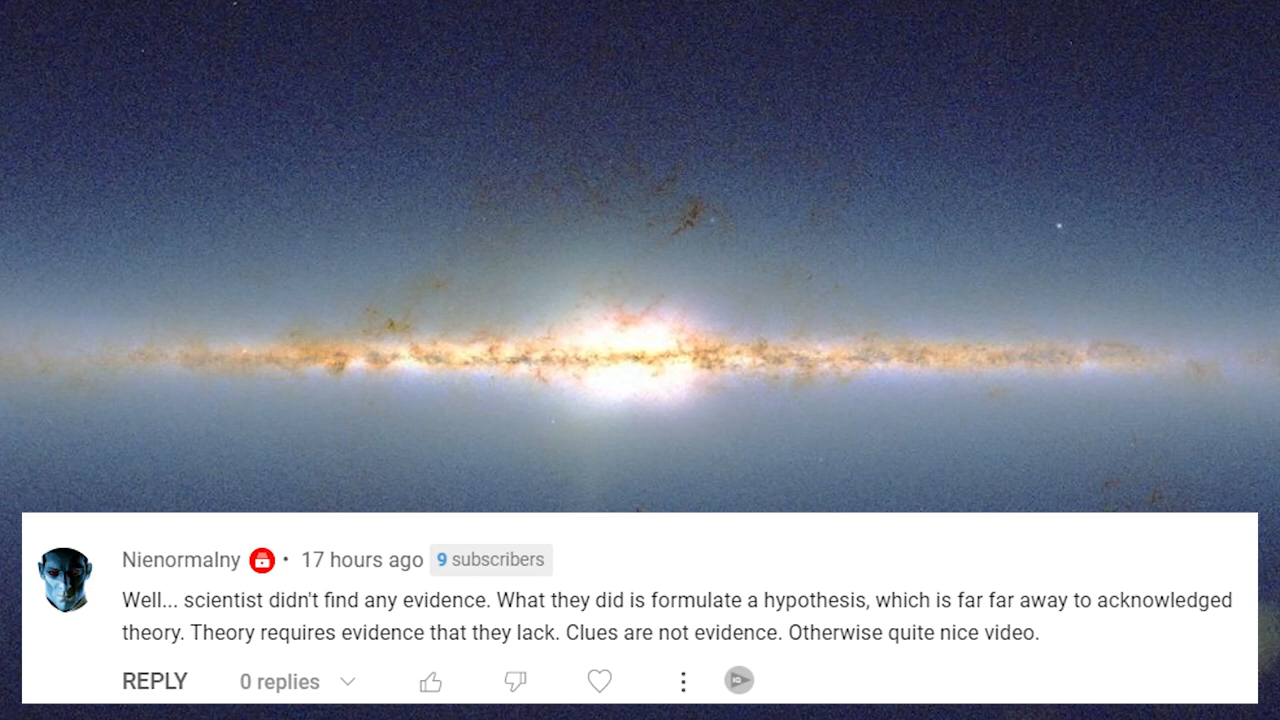 Nienormalny • 17 hours ago 9 subscribers
Well... scientist didn't find any evidence. What they did is formulate a hypothesis, which is far far away to acknowledged
theory. Theory requires evidence that they lack. Clues are not evidence. Otherwise quite nice video.
REPLY 0 replies IQ